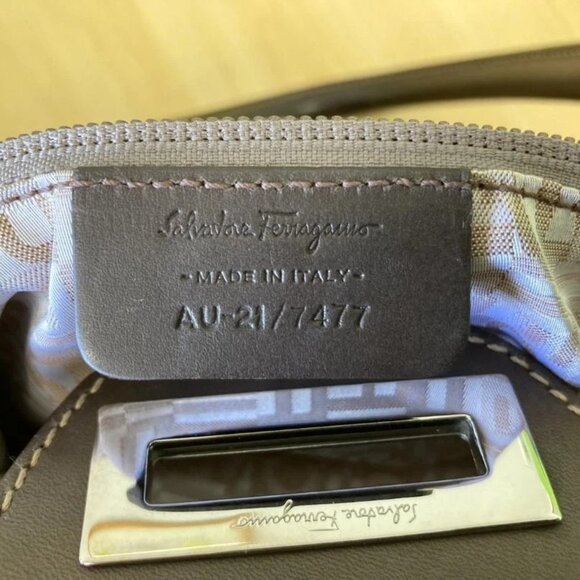 Salvatore Ferragamo
-MADE IN ITALY-
AU-21/7477
Salvatore Ferragamo